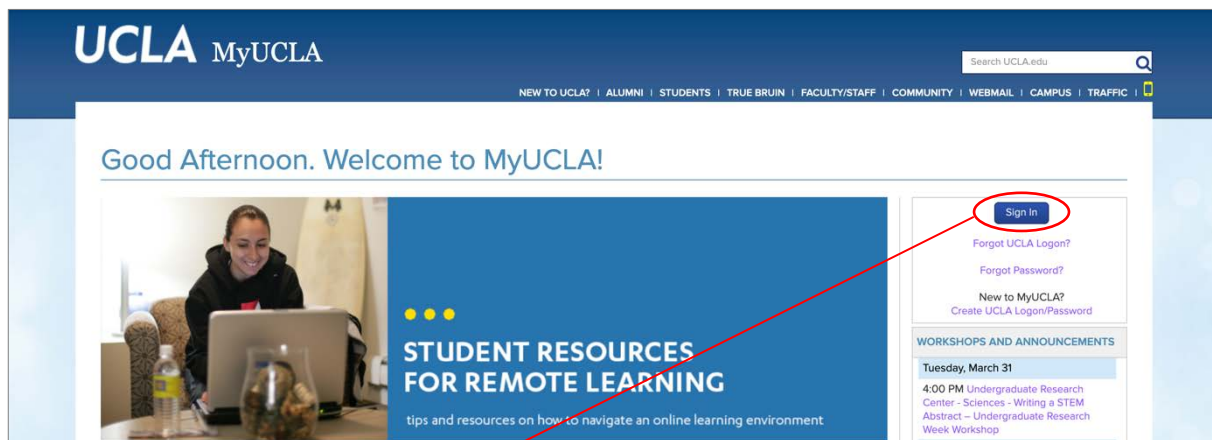 UCLA MyUCLA
Search UCLA.edu
NEW TO UCLA? | ALUMNI | STUDENTS | TRUE BRUIN | FACULTY/STAFF | COMMUNITY | WEBMAIL | CAMPUS | TRAFFIC |
Good Afternoon. Welcome to MyUCLA!
STUDENT RESOURCES
FOR REMOTE LEARNING
tips and resources on how to navigate an online learning environment
Sign In
Forgot UCLA Logon?
Forgot Password?
New to MyUCLA?
Create UCLA Logon/Password
WORKSHOPS AND ANNOUNCEMENTS
Tuesday, March 31
4:00 PM Undergraduate Research
Center - Sciences - Writing a STEM
Abstract – Undergraduate Research
Week Workshop